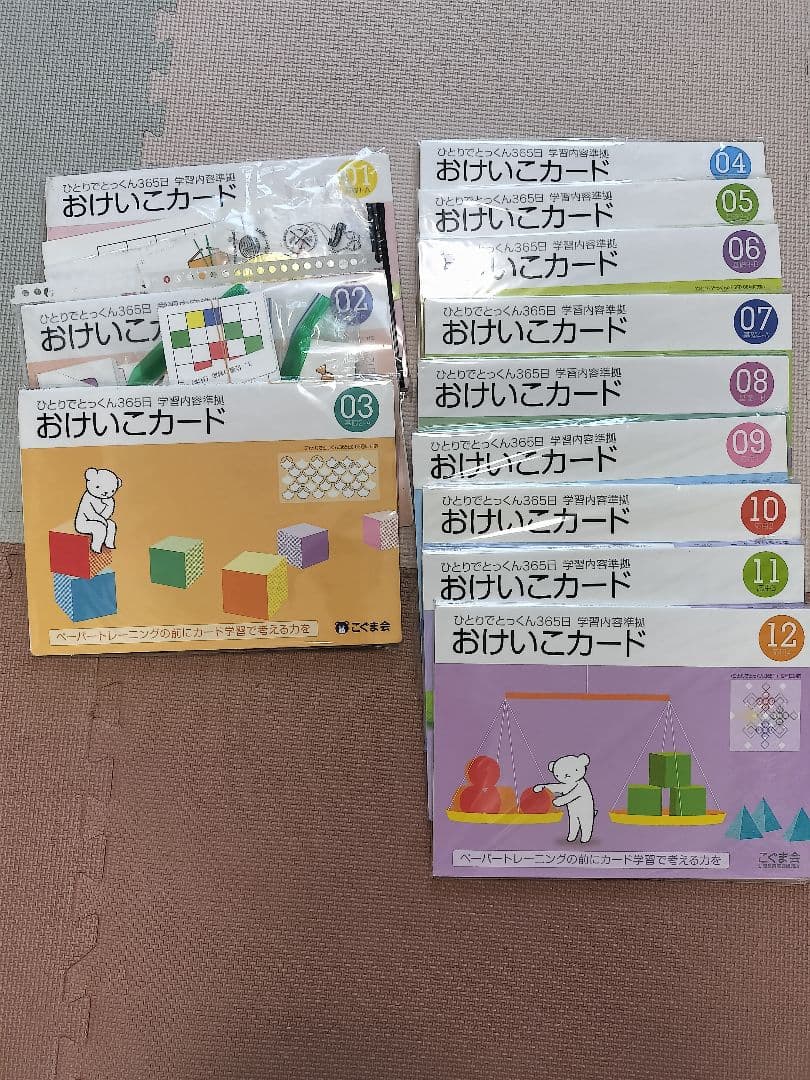 ひとりでとっくん365日 学習内容準拠
01
おけいこカード
ひとりでとっくん365日 学習内容準拠
02
おけいこカ
ひとりでとっくん365日 学習内容準拠
おけいこカード
03
ペーパートレーニングの前にカード学習で考える力を
こぐま会
ひとりでとっくん365日 学習内容準拠
おけいこカード
04
ひとりでとっくん365日 学習内容準拠
おけいこカード
05
ひとりでとっくん365日 学習内容準拠
いこカード
06
ひとりでとっくん365日 学習内容準拠
おけいこカード
07
ひとりでとっくん365日 学習内容準拠
おけいこカード
08
ひとりでとっくん365日 学習内容準拠
おけいこカード
09
ひとりでとっくん365日 学習内容準拠
おけいこカード
10
ひとりでとっくん365日 学習内容準拠
おけいこカード
11
ひとりでとっくん365日 学習内容準拠
おけいこカード
12
ペーパートレーニングの前にカード学習で考える力を
こぐま会